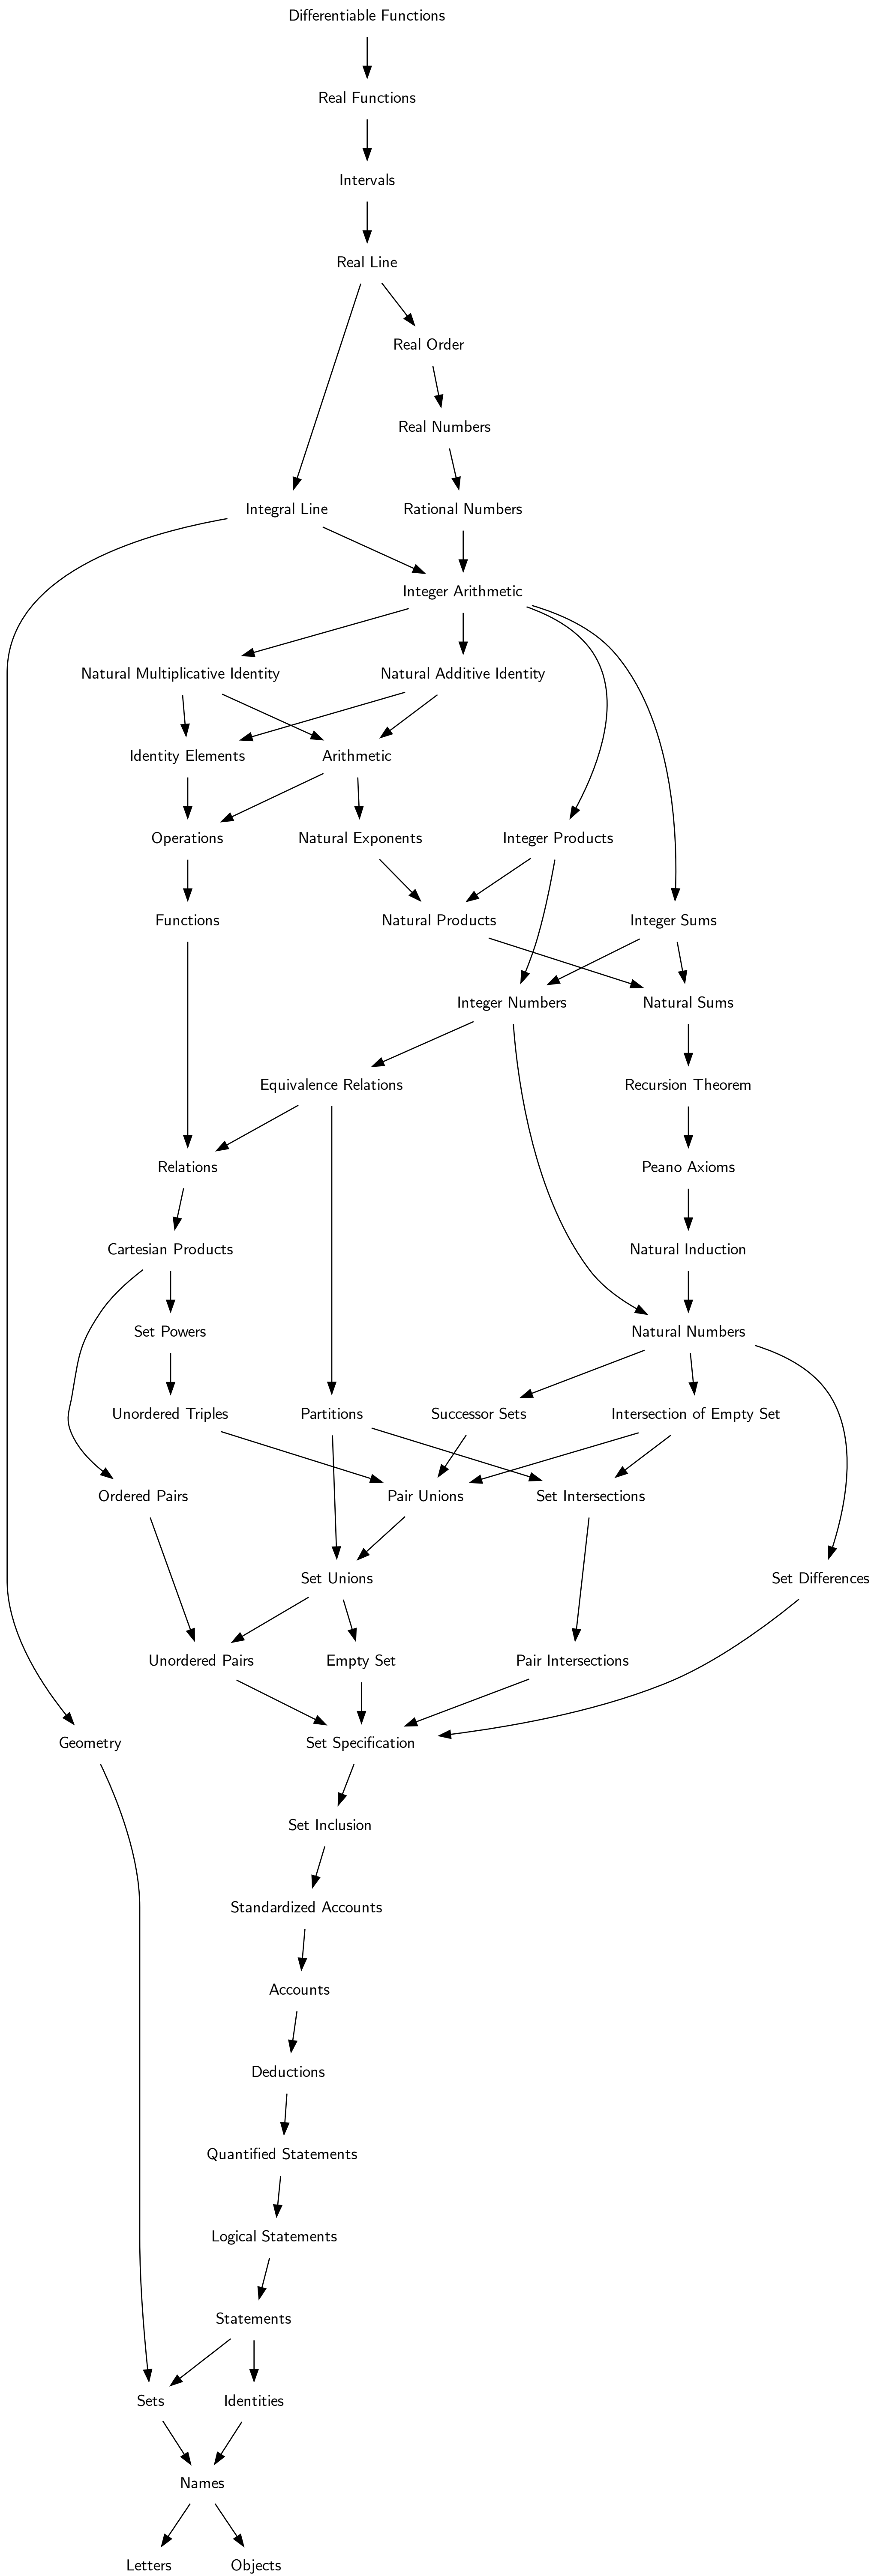 Differentiable Functions
Real Functions
Intervals
Real Line
Real Order
Real Numbers
Integral Line
Rational Numbers
Integer Arithmetic
Natural Multiplicative Identity
Natural Additive Identity
Identity Elements
Arithmetic
Operations
Natural Exponents
Integer Products
Functions
Natural Products
Integer Sums
Integer Numbers
Natural Sums
Equivalence Relations
Recursion Theorem
Relations
Peano Axioms
Cartesian Products
Natural Induction
Set Powers
Natural Numbers
Unordered Triples
Partitions
Successor Sets
Intersection of Empty Set
Ordered Pairs
Pair Unions
Set Intersections
Set Unions
Set Differences
Unordered Pairs
Empty Set
Pair Intersections
Geometry
Set Specification
Set Inclusion
Standardized Accounts
Accounts
Deductions
Quantified Statements
Logical Statements
Statements
Sets
Identities
Names
Letters
Objects